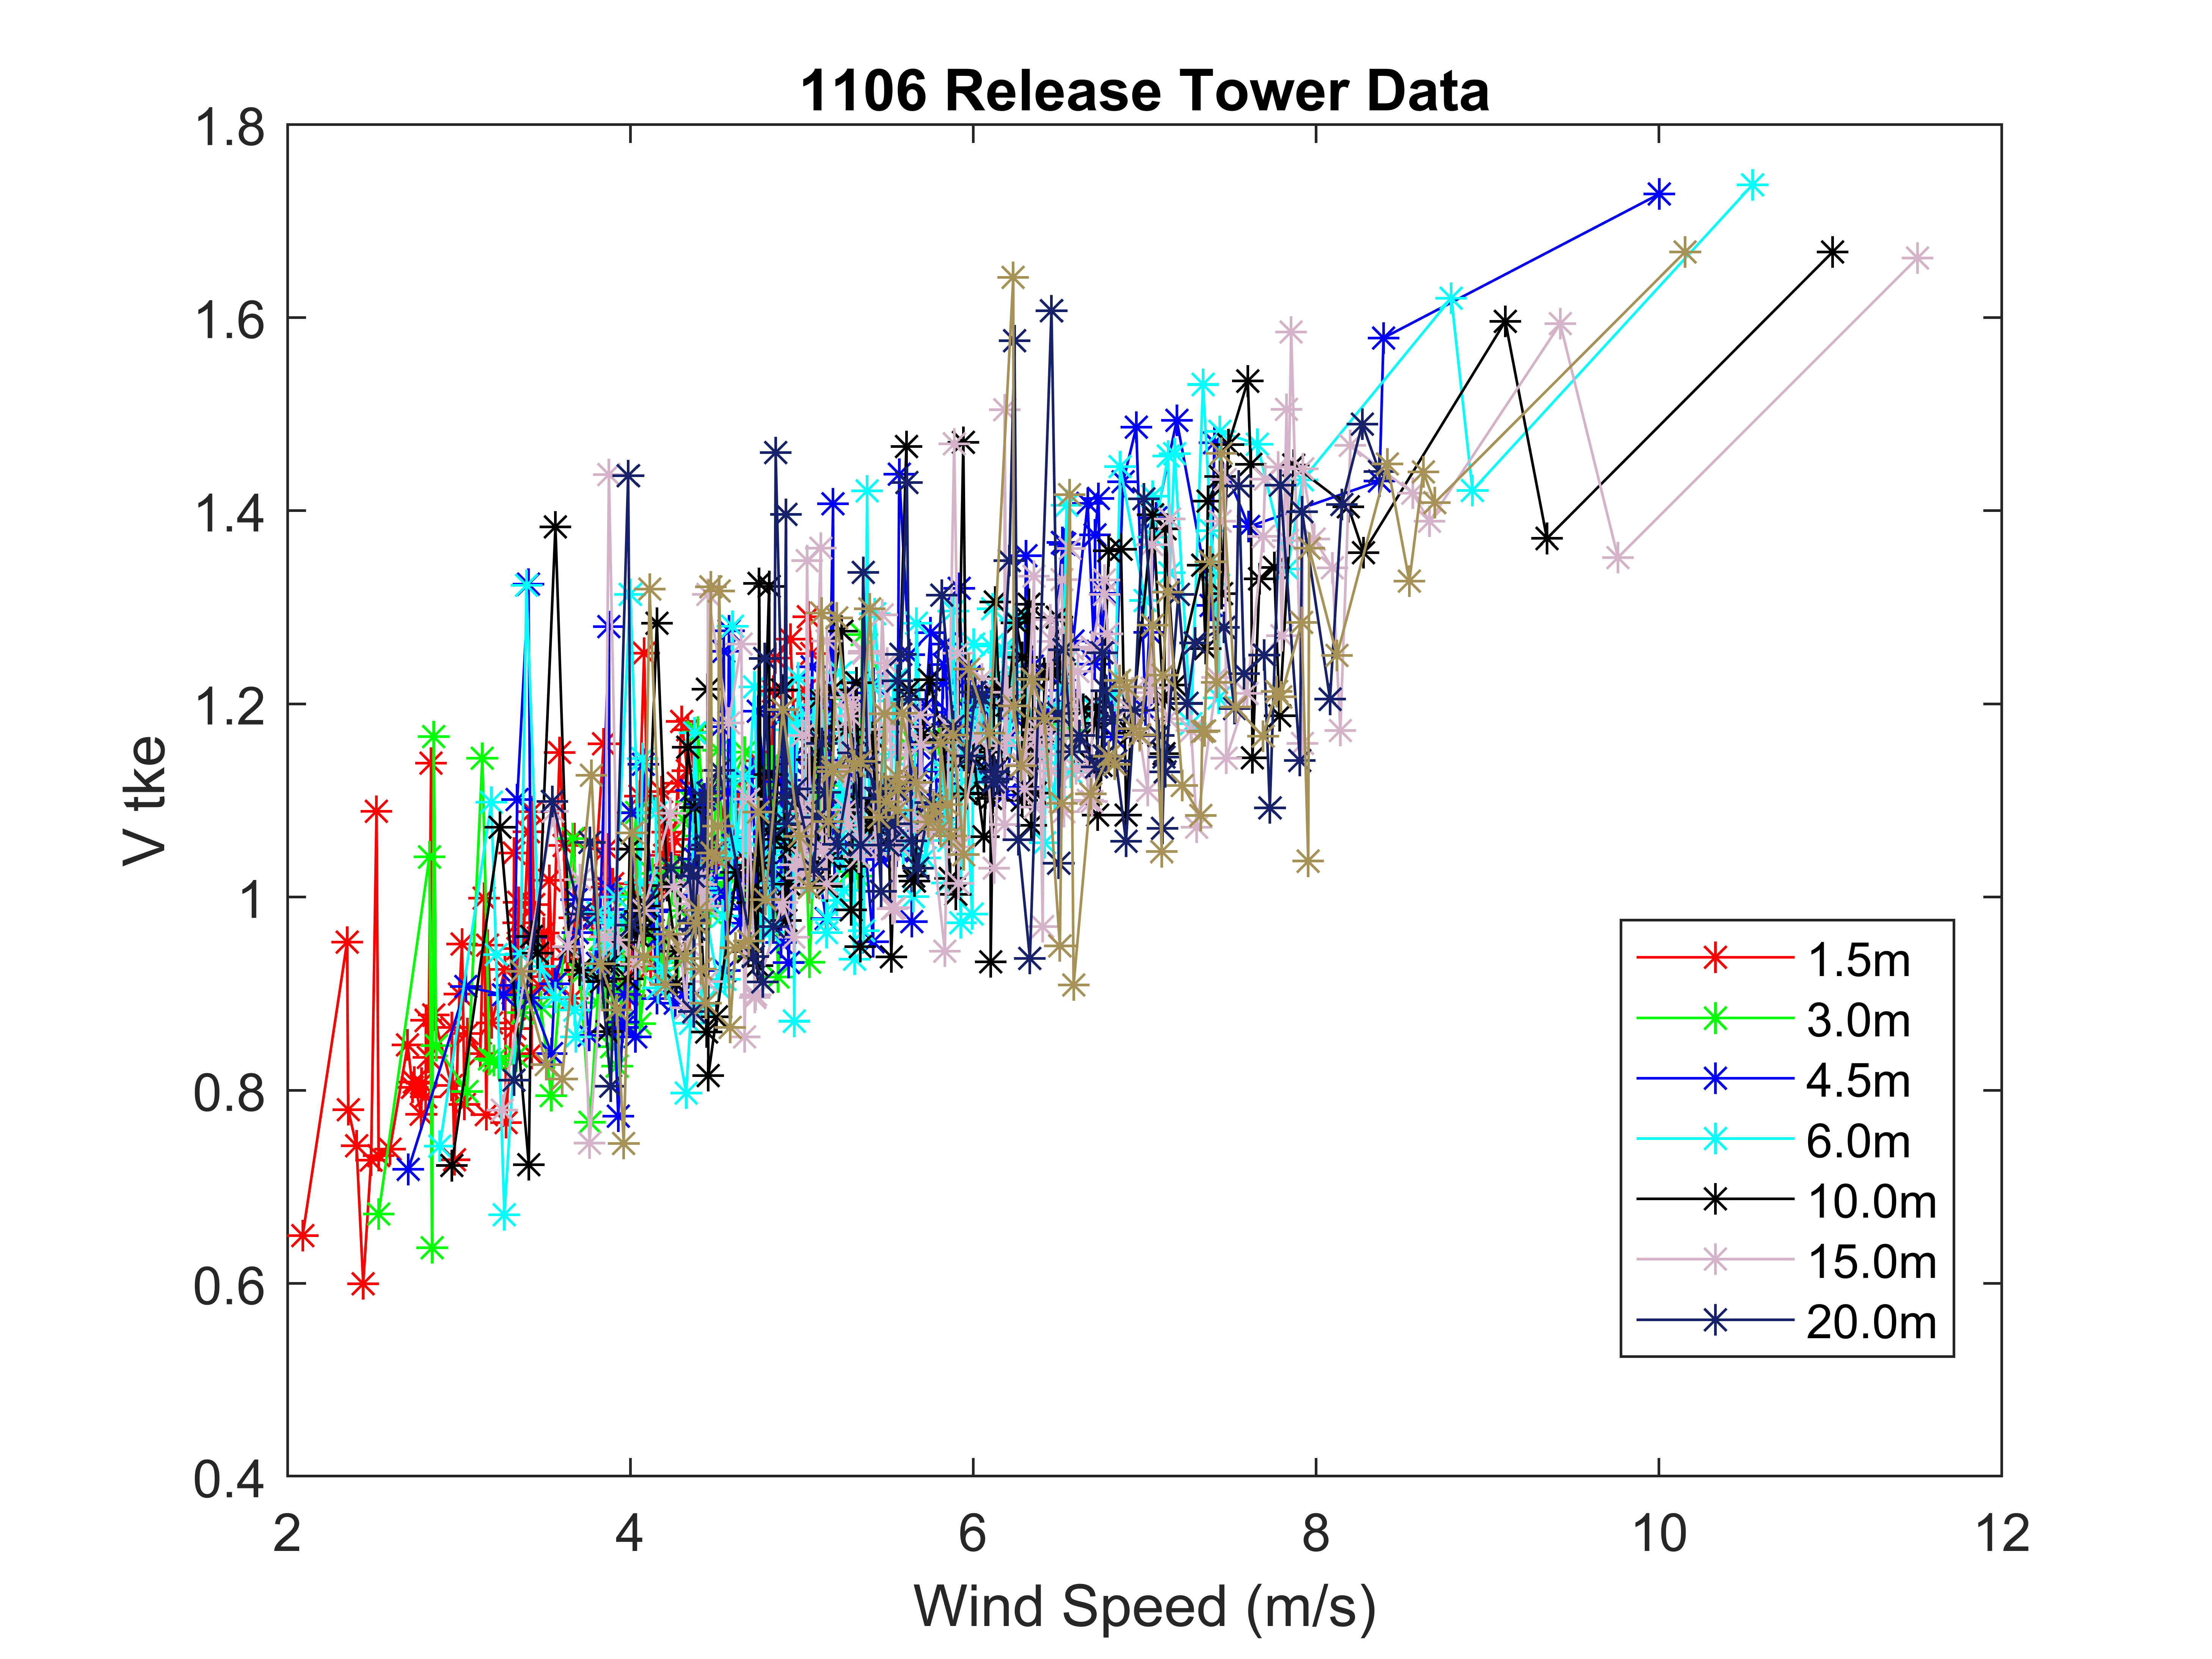 1106 Release Tower Data
1.8
1.6
1.4
1.2
1
0.8
0.6
0.4
V tke
2 4 6 8 10 12
Wind Speed (m/s)
1.5m
3.0m
4.5m
6.0m
10.0m
15.0m
20.0m